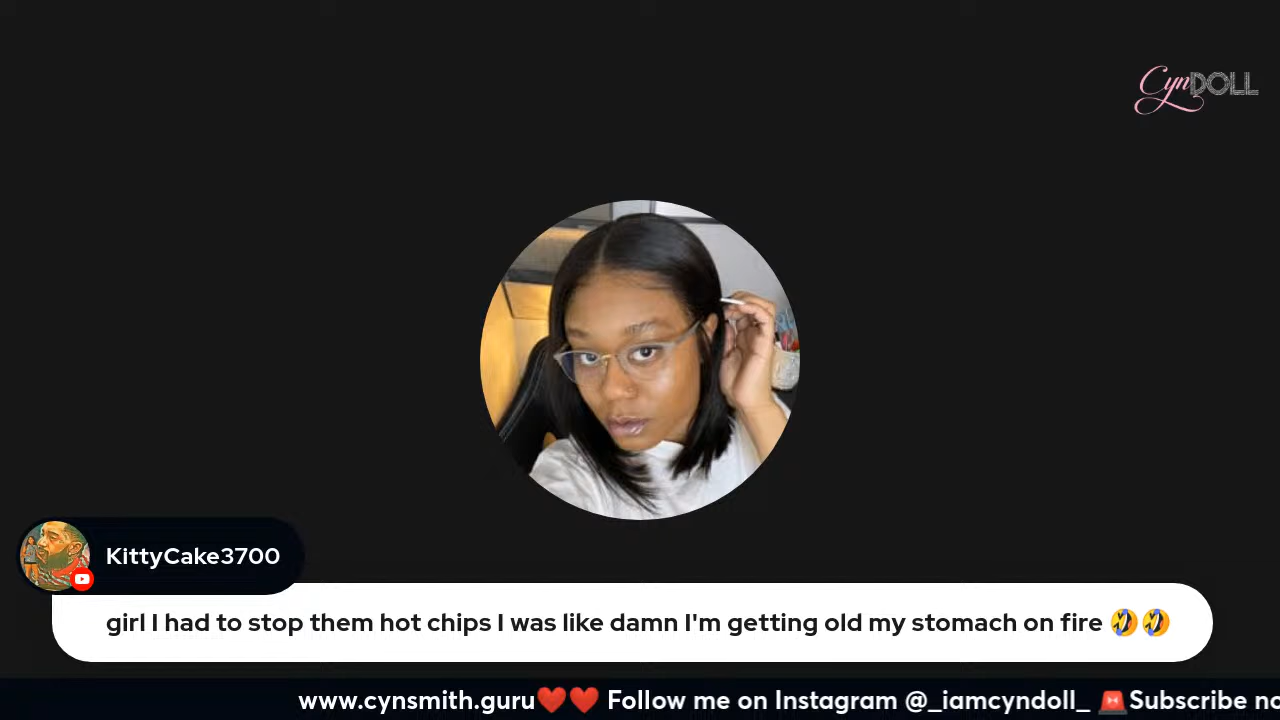 CynDOLL
KittyCake3700
girl I had to stop them hot chips I was like damn I'm getting old my stomach on fire 🤣🤣
www.cynsmith.guru❤️❤️ Follow me on Instagram @_iamcyndoll_ 🚨Subscribe